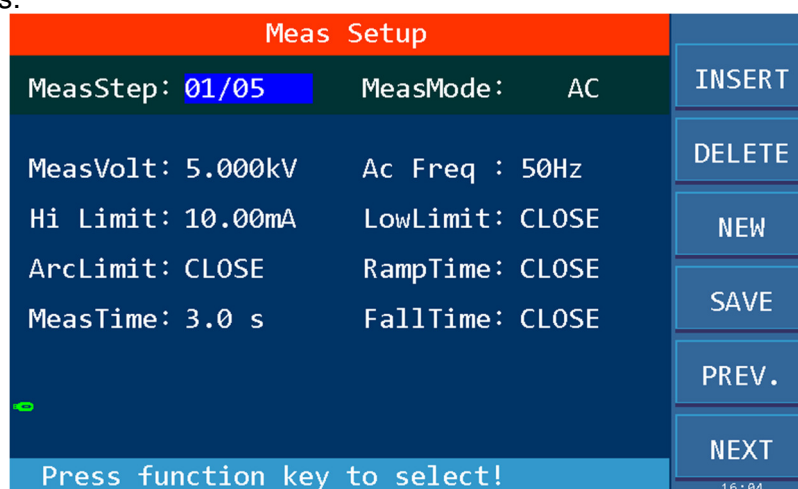 s.
Meas Setup
MeasStep: 01/05 MeasMode: AC
INSERT
MeasVolt: 5.000kV Ac Freq : 50Hz
DELETE
Hi Limit: 10.00mA LowLimit: CLOSE
NEW
ArcLimit: CLOSE RampTime: CLOSE
MeasTime: 3.0 s FallTime: CLOSE
SAVE
PREV.
NEXT
Press function key to select!
16:04